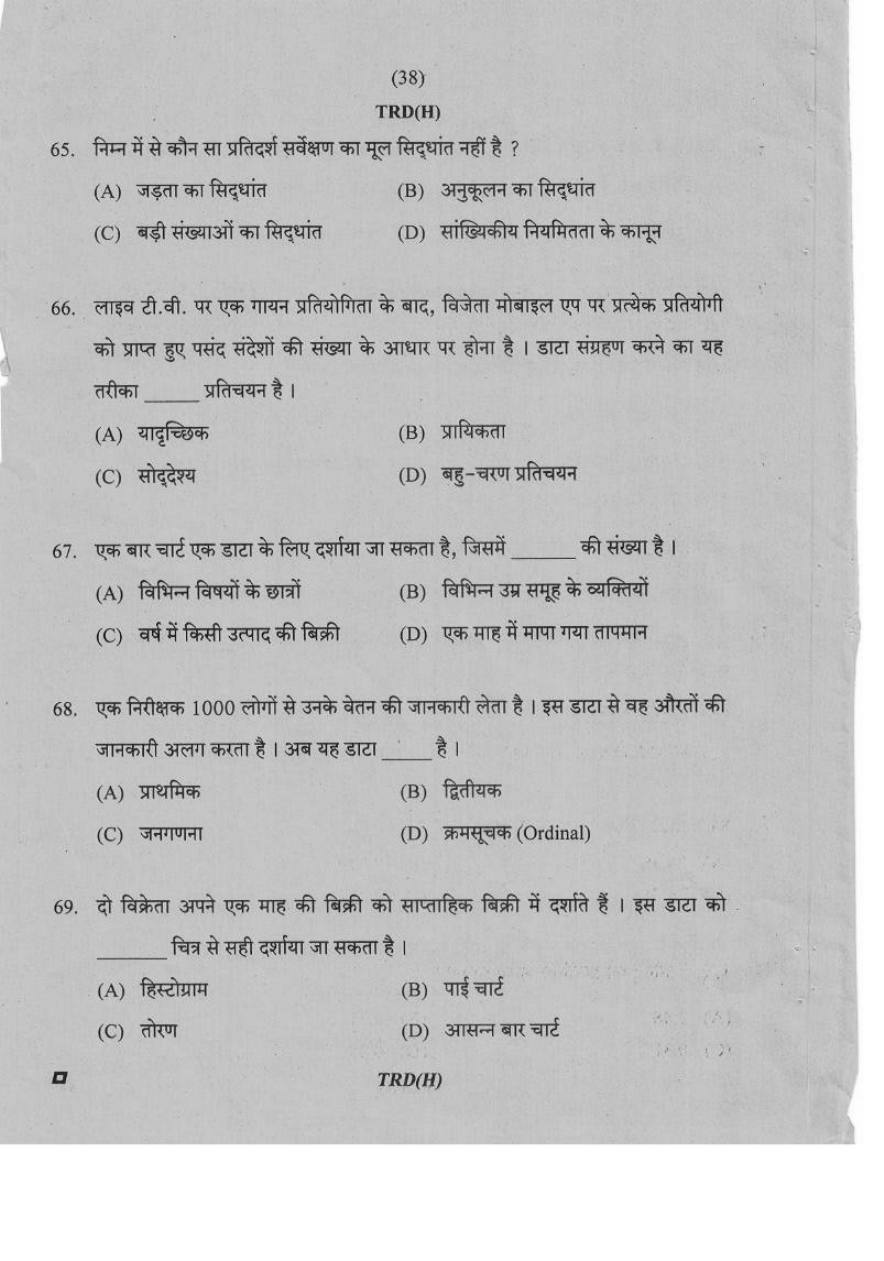 (38)
TRD(H)
65. निम्न में से कौन सा प्रतिदर्श सर्वेक्षण का मूल सिद्धांत नहीं है ?
(A) जड़ता का सिद्धांत (B) अनुकूलन का सिद्धांत
(C) बड़ी संख्याओं का सिद्धांत (D) सांख्यिकीय नियमितता के कानून
66. लाइव टी.वी. पर एक गायन प्रतियोगिता के बाद, विजेता मोबाइल एप पर प्रत्येक प्रतियोगी
को प्राप्त हुए पसंद संदेशों की संख्या के आधार पर होना है । डाटा संग्रहण करने का यह
तरीका _____ प्रतिचयन है ।
(A) यादृच्छिक (B) प्रायिकता
(C) सोद्देश्य (D) बहु-चरण प्रतिचयन
67. एक बार चार्ट एक डाटा के लिए दर्शाया जा सकता है, जिसमें ______ की संख्या है ।
(A) विभिन्न विषयों के छात्रों (B) विभिन्न उम्र समूह के व्यक्तियों
(C) वर्ष में किसी उत्पाद की बिक्री (D) एक माह में मापा गया तापमान
68. एक निरीक्षक 1000 लोगों से उनके वेतन की जानकारी लेता है । इस डाटा से वह औरतों की
जानकारी अलग करता है । अब यह डाटा _____ है ।
(A) प्राथमिक (B) द्वितीयक
(C) जनगणना (D) क्रमसूचक (Ordinal)
69. दो विक्रेता अपने एक माह की बिक्री को साप्ताहिक बिक्री में दर्शाते हैं । इस डाटा को
_______ चित्र से सही दर्शाया जा सकता है ।
(A) हिस्टोग्राम (B) पाई चार्ट
(C) तोरण (D) आसन्न बार चार्ट
TRD(H)